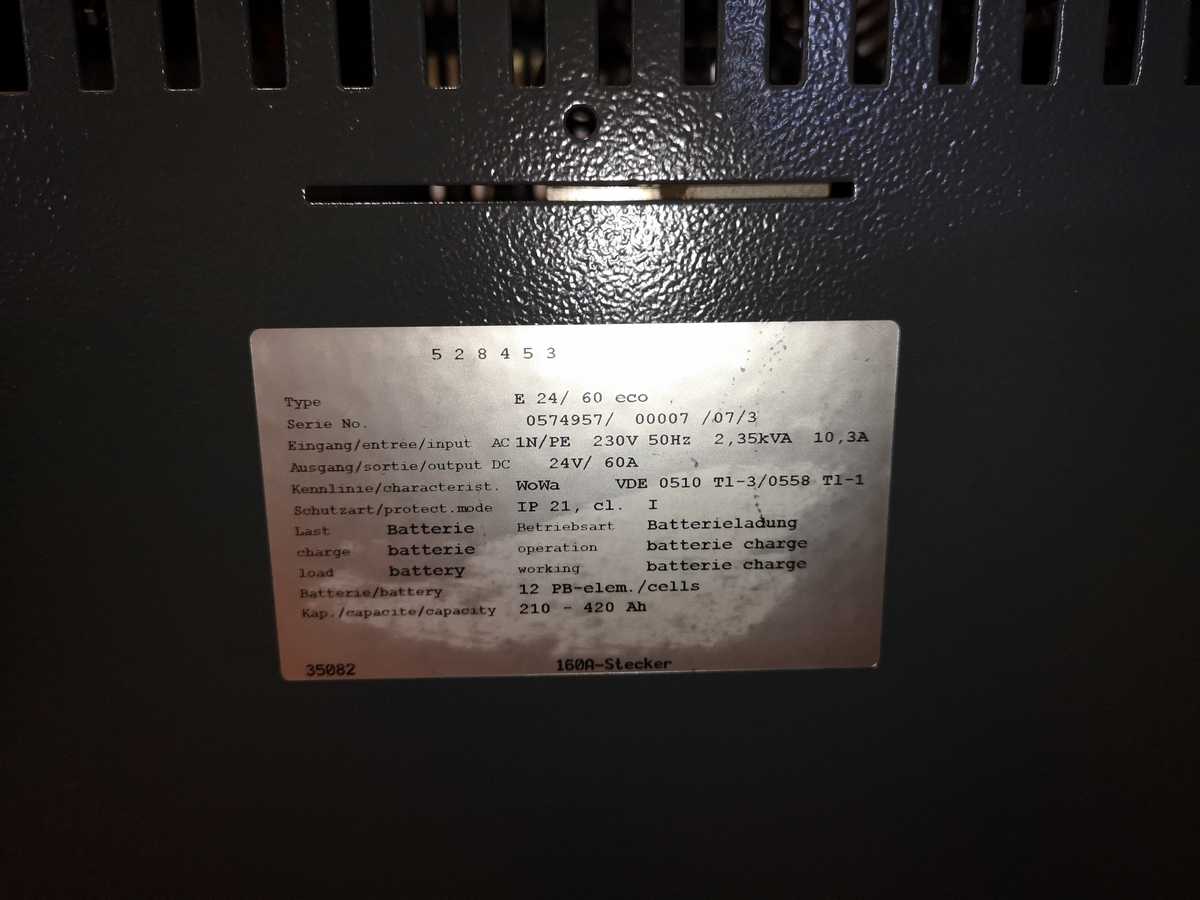 5 2 8 4 5 3
Type E 24/ 60 eco
Serie No. 0574957/ 00007 /07/3
Eingang/entree/input AC 1N/PE 230V 50Hz 2,35kVA 10,3A
Ausgang/sortie/output DC 24V/ 60A
Kennlinie/characterist. WoWa VDE 0510 Tl-3/0558 Tl-1
Schutzart/protect.mode IP 21, cl. I
Last Batterie Betriebsart Batterieladung
charge batterie operation batterie charge
load battery working batterie charge
Batterie/battery 12 PB-elem./cells
Kap./capacite/capacity 210 - 420 Ah
35082 160A-Stecker